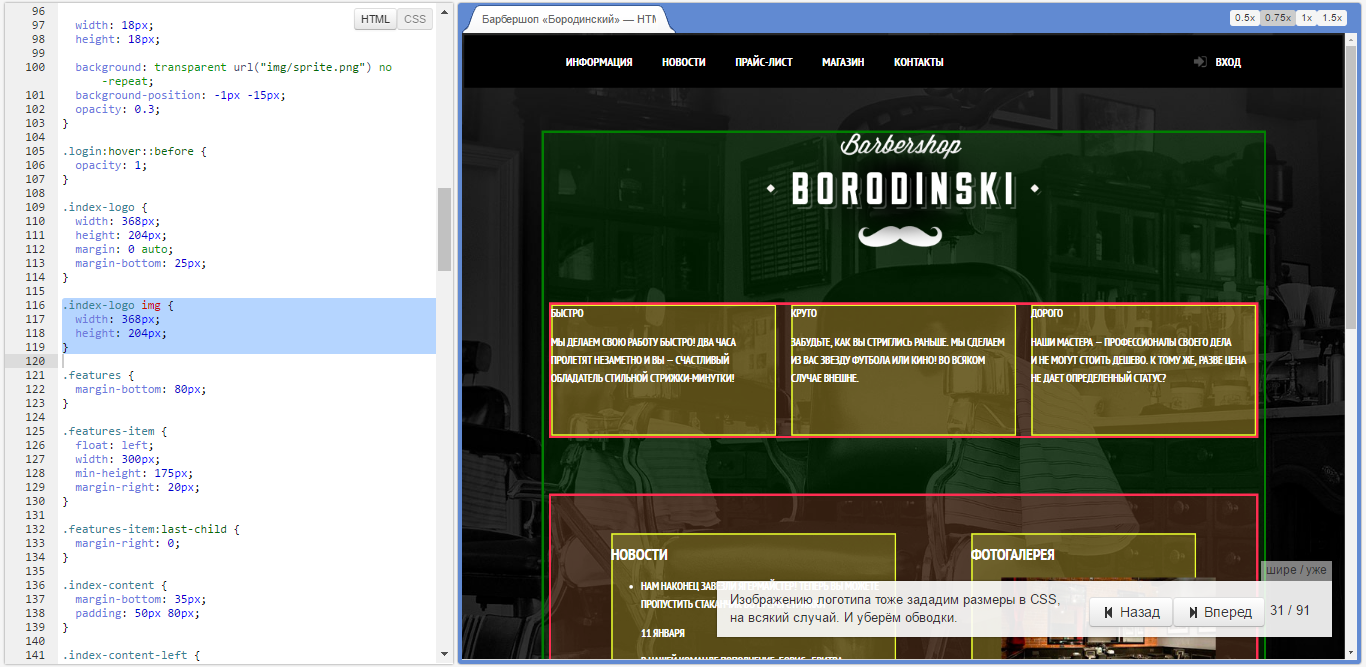 96
97 width: 18px;
98 height: 18px;
99
100 background: transparent url("img/sprite.png") no
-repeat;
101 background-position: -1px -15px;
102 opacity: 0.3;
103 }
104
105 .login:hover::before {
106 opacity: 1;
107 }
108
109 .index-logo {
110 width: 368px;
111 height: 204px;
112 margin: 0 auto;
113 margin-bottom: 25px;
114 }
115
116 .index-logo img {
117 width: 368px;
118 height: 204px;
119 }
120
121 .features {
122 margin-bottom: 80px;
123 }
124
125 .features-item {
126 float: left;
127 width: 300px;
128 min-height: 175px;
129 margin-right: 20px;
130 }
131
132 .features-item:last-child {
133 margin-right: 0;
134 }
135
136 .index-content {
137 margin-bottom: 35px;
138 padding: 50px 80px;
139 }
140
141 .index-content-left {
HTML CSS
Барбершоп «Бородинский» — HTM
0.5x 0.75x 1x 1.5x
ИНФОРМАЦИЯ НОВОСТИ ПРАЙС-ЛИСТ МАГАЗИН КОНТАКТЫ ВХОД
Barbershop
BORODINSKI
БЫСТРО
МЫ ДЕЛАЕМ СВОЮ РАБОТУ БЫСТРО! ДВА ЧАСА
ПРОЛЕТЯТ НЕЗАМЕТНО И ВЫ — СЧАСТЛИВЫЙ
ОБЛАДАТЕЛЬ СТИЛЬНОЙ СТРИЖКИ-МИНУТКИ!
КРУТО
ЗАБУДЬТЕ, КАК ВЫ СТРИГЛИСЬ РАНЬШЕ. МЫ СДЕЛАЕМ
ИЗ ВАС ЗВЕЗДУ ФУТБОЛА ИЛИ КИНО! ВО ВСЯКОМ
СЛУЧАЕ ВНЕШНЕ.
ДОРОГО
НАШИ МАСТЕРА — ПРОФЕССИОНАЛЫ СВОЕГО ДЕЛА
И НЕ МОГУТ СТОИТЬ ДЕШЕВО. К ТОМУ ЖЕ, РАЗВЕ ЦЕНА
НЕ ДАЕТ ОПРЕДЕЛЕННЫЙ СТАТУС?
НОВОСТИ
НАМ НАКОНЕЦ ЗАВЕЗЛИ ЯГЕРМАЙСТЕР! ТЕПЕРЬ ВЫ МОЖЕТЕ
ПРОПУСТИТЬ СТАКА
11 ЯНВАРЯ
ФОТОГАЛЕРЕЯ
шире / уже
Изображению логотипа тоже зададим размеры в CSS,
на всякий случай. И уберём обводки.
Назад Вперед 31 / 91